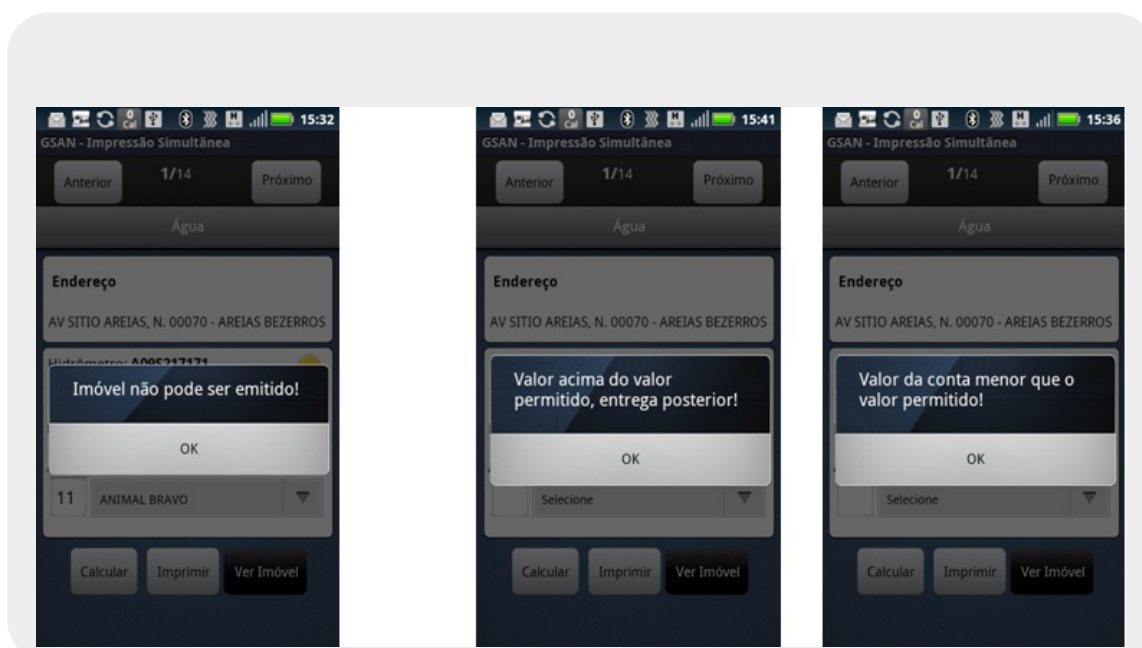 15:32
GSAN - Impressão Simultânea
Anterior
1/14
Próximo
Água
Endereço
AV SITIO AREIAS, N. 00070 - AREIAS BEZERROS
Hidrômetro: A09S217171
Imóvel não pode ser emitido!
OK
11 ANIMAL BRAVO
Calcular
Imprimir
Ver Imóvel
15:41
GSAN - Impressão Simultânea
Anterior
1/14
Próximo
Água
Endereço
AV SITIO AREIAS, N. 00070 - AREIAS BEZERROS
Valor acima do valor
permitido, entrega posterior!
OK
Selecione
Calcular
Imprimir
Ver Imóvel
15:36
GSAN - Impressão Simultânea
Anterior
1/14
Próximo
Água
Endereço
AV SITIO AREIAS, N. 00070 - AREIAS BEZERROS
Valor da conta menor que o
valor permitido!
OK
Selecione
Calcular
Imprimir
Ver Imóvel